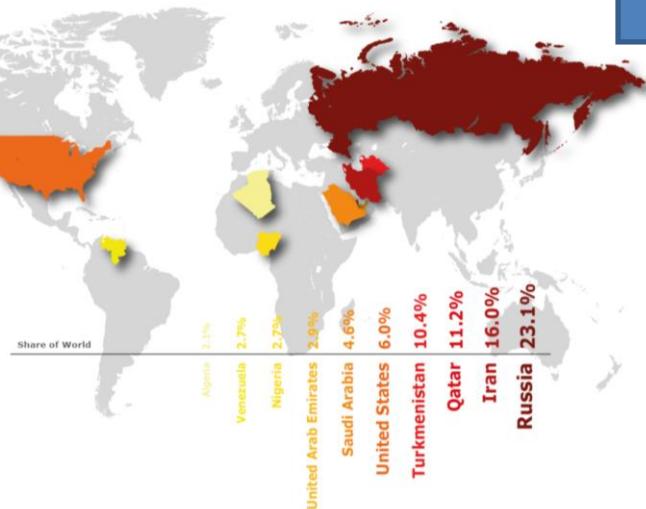 Share of World
Algeria 2.1%
Venezuela 2.7%
Nigeria 2.7%
United Arab Emirates 2.9%
Saudi Arabia 4.6%
United States 6.0%
Turkmenistan 10.4%
Qatar 11.2%
Iran 16.0%
Russia 23.1%